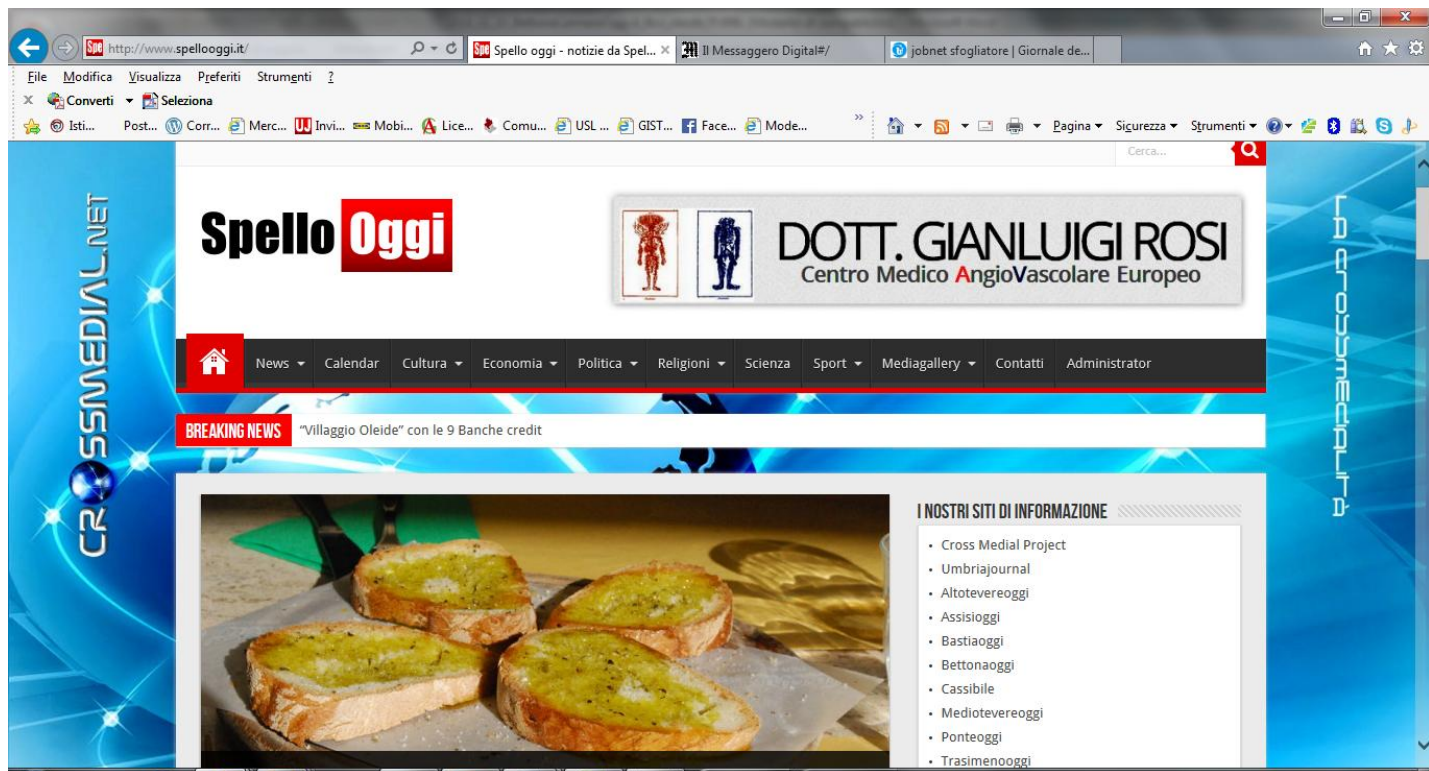 http://www.spellooggi.it/
Spello oggi - notizie da Spel...
Il Messaggero Digital#/
jobnet sfogliatore | Giornale de...
File Modifica Visualizza Preferiti Strumenti ?
x Converti Seleziona
Isti... Post... Corr... Merc... Invi... Mobi... Lice... Comu... USL ... GIST... Face... Mode... »
Pagina Sicurezza Strumenti
Cerca...
Spello Oggi
DOTT. GIANLUIGI ROSI
Centro Medico AngioVascolare Europeo
News Calendar Cultura Economia Politica Religioni Scienza Sport Mediagallery Contatti Administrator
BREAKING NEWS "Villaggio Oleide" con le 9 Banche credit
CROSSMEDIAL.NET
LA CROSSMEDIALITÀ
I NOSTRI SITI DI INFORMAZIONE
• Cross Medial Project
• Umbriajournal
• Altotevereoggi
• Assisioggi
• Bastiaoggi
• Bettonaoggi
• Cassibile
• Mediotevereoggi
• Ponteoggi
• Trasimenooggi